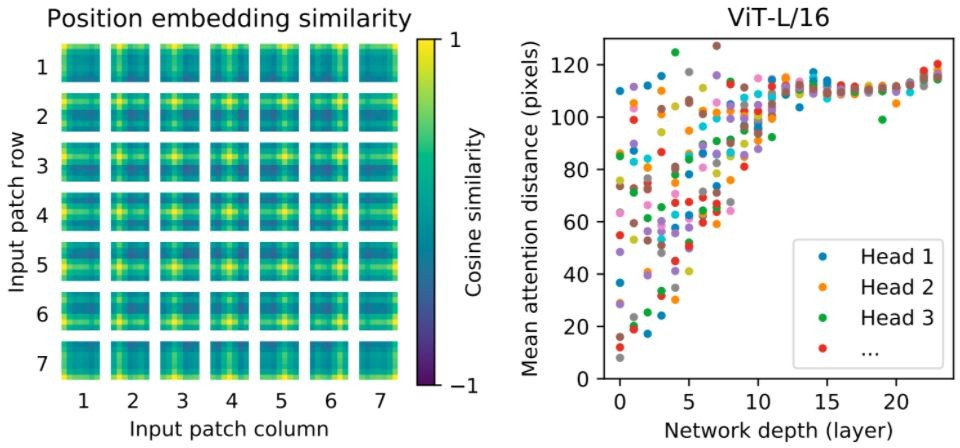 Position embedding similarity
1
2
3
4
5
6
7
Input patch row
1 2 3 4 5 6 7
Input patch column
1
−1
Cosine similarity
ViT-L/16
120
100
80
60
40
20
0
Mean attention distance (pixels)
Head 1
Head 2
Head 3
...
0 5 10 15 20
Network depth (layer)